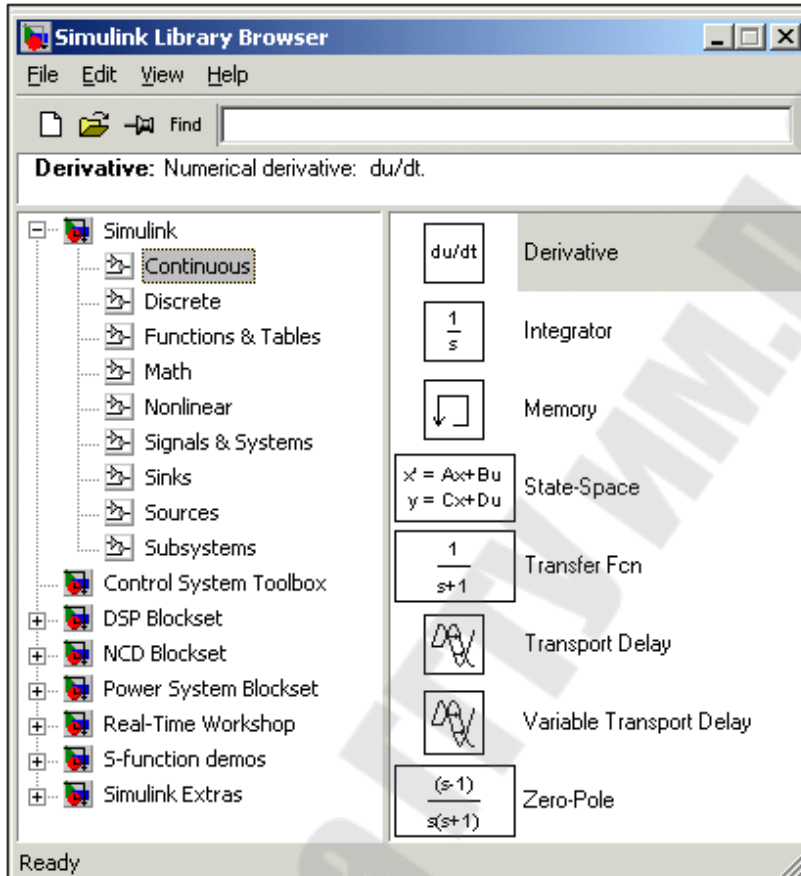 Simulink Library Browser
File Edit View Help
Find
Derivative: Numerical derivative: du/dt.
Simulink
Continuous
Discrete
Functions & Tables
Math
Nonlinear
Signals & Systems
Sinks
Sources
Subsystems
Control System Toolbox
DSP Blockset
NCD Blockset
Power System Blockset
Real-Time Workshop
S-function demos
Simulink Extras
du/dt Derivative
1
s
Integrator
Memory
x' = Ax+Bu
y = Cx+Du
State-Space
1
s+1
Transfer Fcn
Transport Delay
Variable Transport Delay
(s-1)
s(s+1)
Zero-Pole
Ready